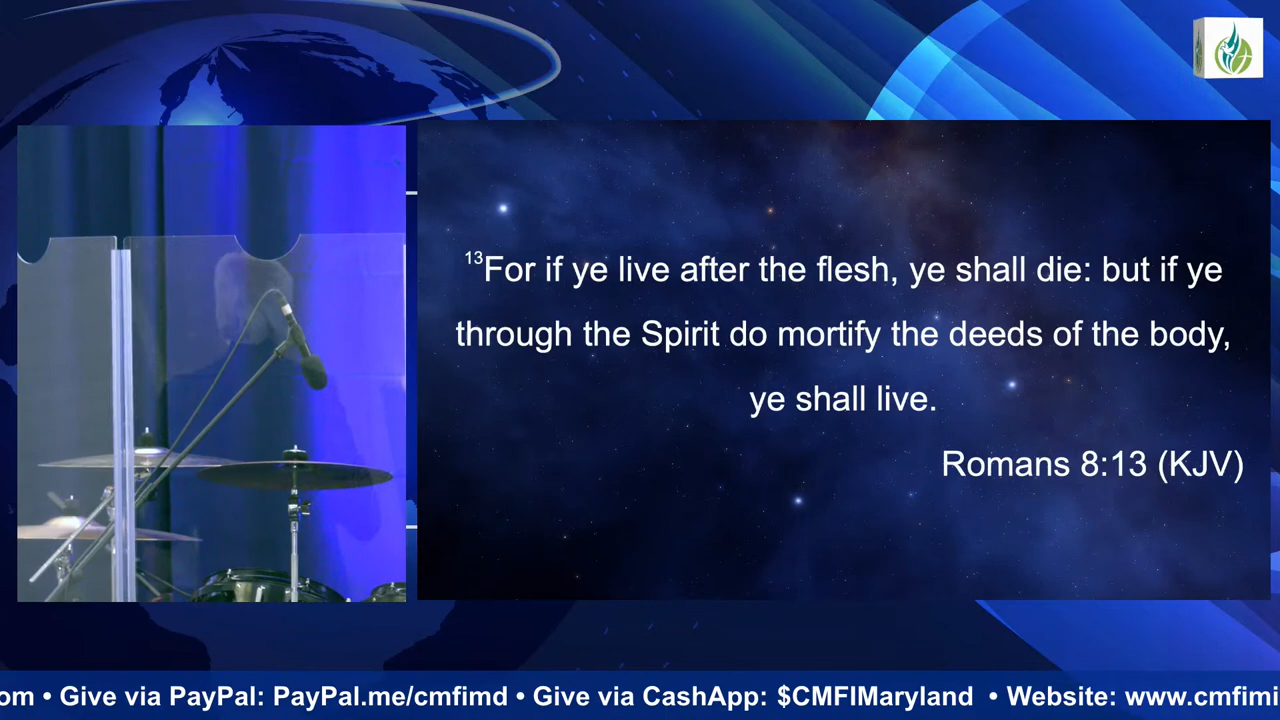 ¹³For if ye live after the flesh, ye shall die: but if ye
through the Spirit do mortify the deeds of the body,
ye shall live.
Romans 8:13 (KJV)
om • Give via PayPal: PayPal.me/cmfimd • Give via CashApp: $CMFIMaryland • Website: www.cmfimi